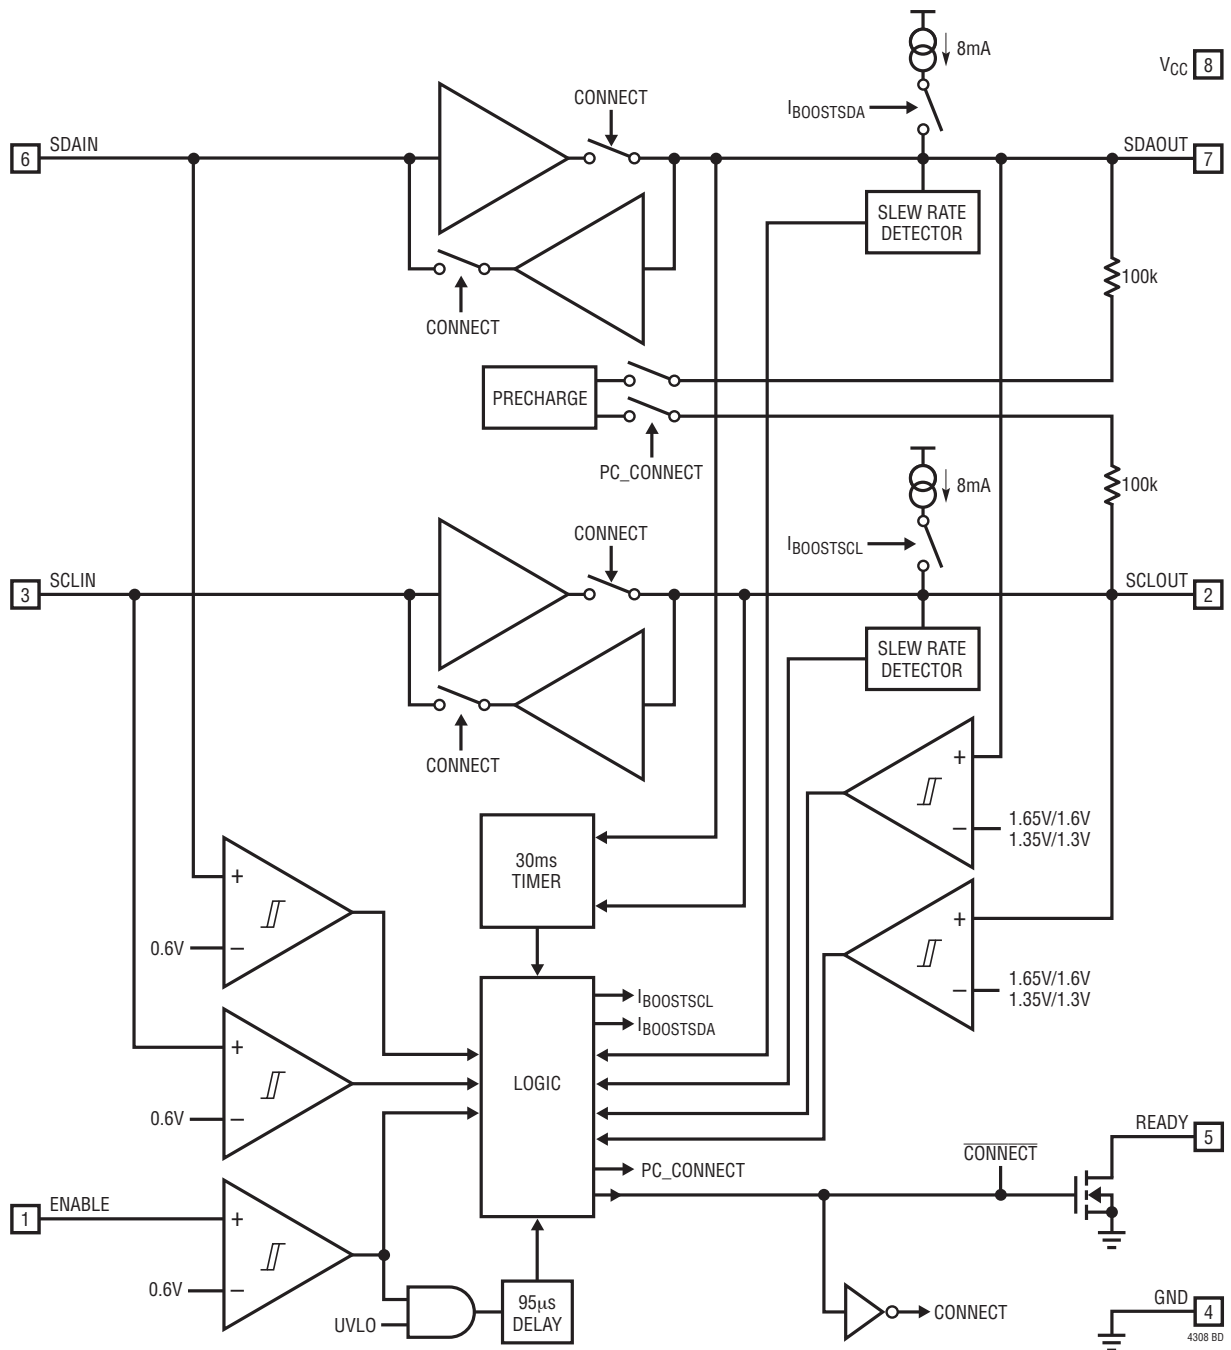 8mA
VCC 8
CONNECT
IBOOSTSDA
6 SDAIN
SDAOUT 7
SLEW RATE
DETECTOR
100k
CONNECT
PRECHARGE
PC_CONNECT
8mA
100k
CONNECT
IBOOSTSCL
3 SCLIN
SCLOUT 2
SLEW RATE
DETECTOR
CONNECT
+
1.65V/1.6V
1.35V/1.3V
−
30ms
TIMER
+
0.6V −
+
1.65V/1.6V
1.35V/1.3V
−
IBOOSTSCL
IBOOSTSDA
+
LOGIC
0.6V −
READY 5
CONNECT
PC_CONNECT
1 ENABLE
+
0.6V −
95µs
DELAY
UVLO
CONNECT
GND 4
4308 BD